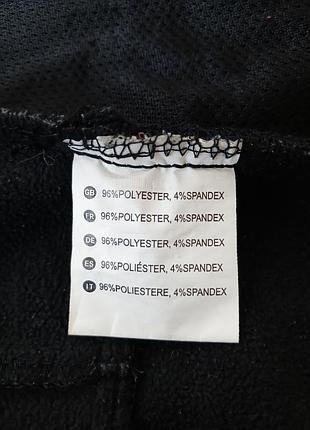 GB 96%POLYESTER, 4%SPANDEX
FR 96%POLYESTER, 4%SPANDEX
DE 96%POLYESTER, 4%SPANDEX
ES 96%POLIÉSTER, 4%SPANDEX
IT 96%POLIESTERE, 4%SPANDEX